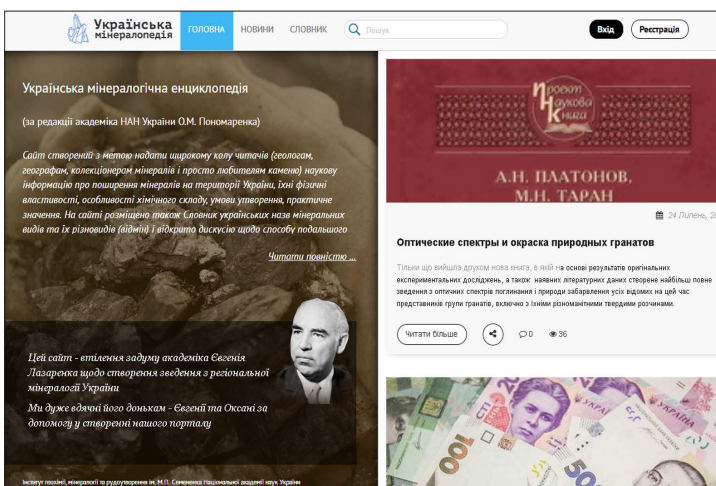 Українська
мінералопедія
ГОЛОВНА
НОВИНИ
СЛОВНИК
Пошук
Вхід
Реєстрація
Українська мінералогічна енциклопедія
(за редакції академіка НАН України О.М. Пономаренка)
Сайт створений з метою надати широкому колу читачів (геологам,
географам, колекціонерам мінералів і просто любителям каменю) наукову
інформацію про поширення мінералів на території України, їхні фізичні
властивості, особливості хімічного складу, умови утворення, практичне
значення. На сайті розміщено також Словник українських назв мінеральних
видів та їх різновидів (відмін) і відкрито дискусію щодо способу подальшого
Читати повністю ...
Цей сайт - втілення задуму академіка Євгенія
Лазаренка щодо створення зведення з регіональної
мінералогії України
Ми дуже вдячні його донькам - Євгенії та Оксані за
допомогу у створенні нашого порталу
Інститут геохімії, мінералогії та рудоутворення ім. М.П. Семененка Національної академії наук України
Проект
Наукова
Книга
А.Н. ПЛАТОНОВ,
М.Н. ТАРАН
24 Липень, 20
Оптические спектры и окраска природных гранатов
Тільки що вийшла друком нова книга, в якій на основі результатів оригінальних
експериментальних досліджень, а також наявних літературних даних створене найбільш повне
зведення з оптичних спектрів поглинання і природи забарвлення усіх відомих на цей час
представників групи гранатів, включно з їхніми різноманітними твердими розчинами.
Читати більше
0
36
СТО
100
УКРАЇ
УКРАЇНА
50